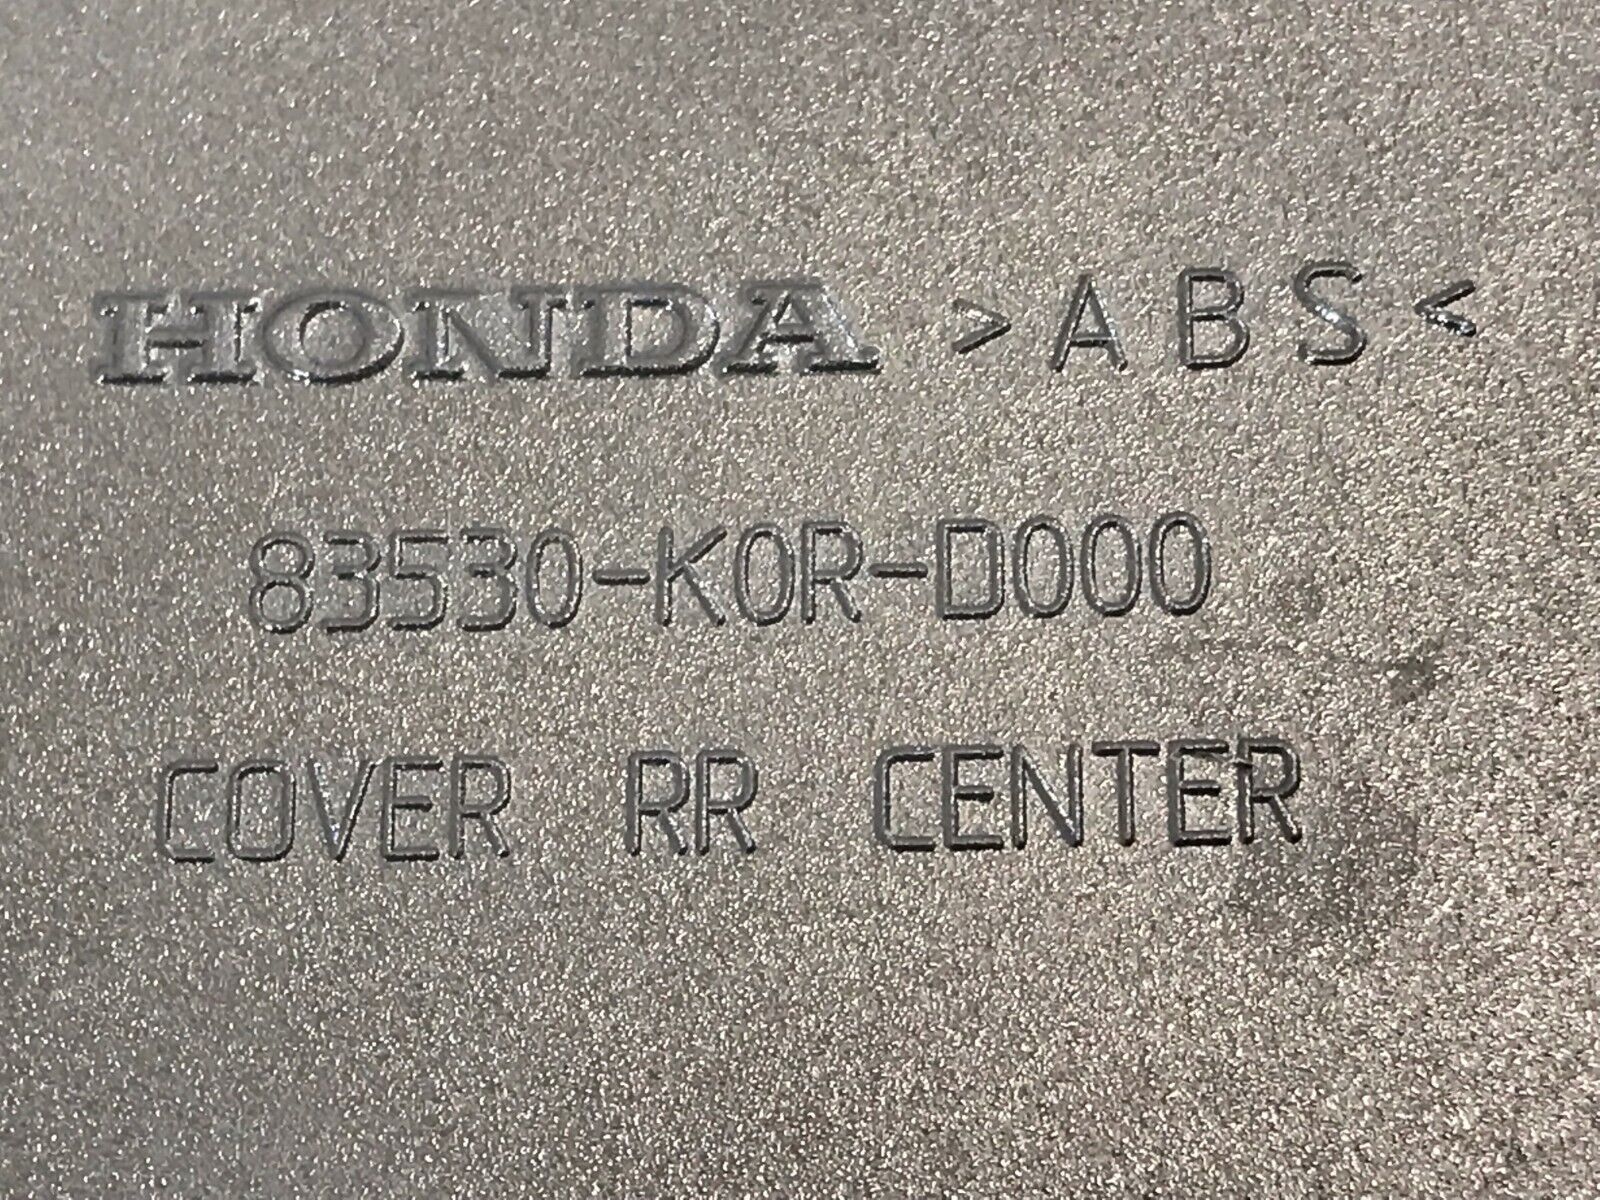 HONDA >ABS<
83530-K0R-D000
COVER RR CENTER